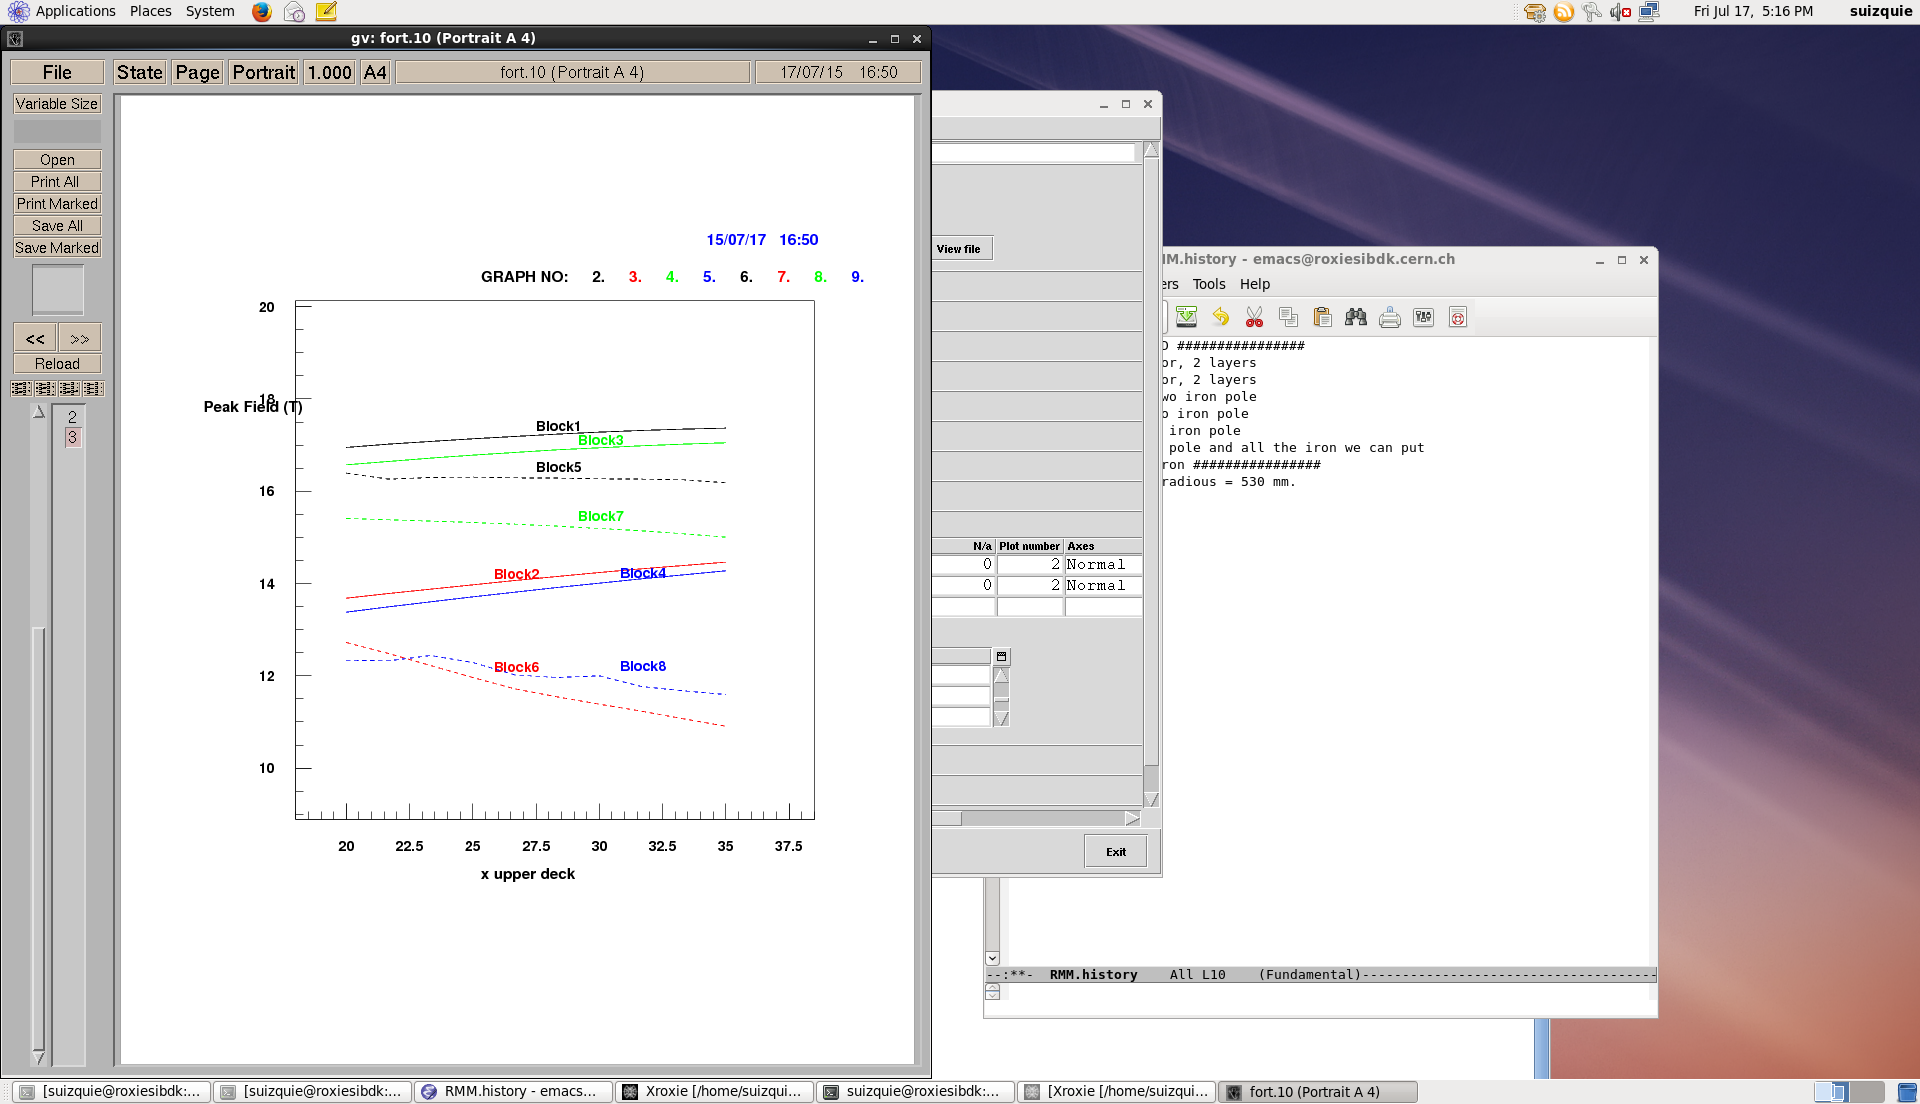 Applications Places System
Fri Jul 17, 5:16 PM suizquie
gv: fort.10 (Portrait A 4)
File State Page Portrait 1.000 A4 fort.10 (Portrait A 4) 17/07/15 16:50
Variable Size
Open
Print All
Print Marked
Save All
Save Marked
<< >>
Reload
2
3
15/07/17 16:50
GRAPH NO: 2. 3. 4. 5. 6. 7. 8. 9.
20
18
Peak Field (T)
16
14
12
10
Block1
Block3
Block5
Block7
Block2
Block4
Block6
Block8
20 22.5 25 27.5 30 32.5 35 37.5
x upper deck
View file
N/a Plot number Axes
0 2 Normal
0 2 Normal
Exit
M.history - emacs@roxiesibdk.cern.ch
ers Tools Help
################
or, 2 layers
or, 2 layers
wo iron pole
o iron pole
iron pole
pole and all the iron we can put
ron ################
radious = 530 mm.
--:**- RMM.history All L10 (Fundamental)-------------------------------------
[suizquie@roxiesibdk:... [suizquie@roxiesibdk:... RMM.history - emacs... Xroxie [/home/suizqui... suizquie@roxiesibdk:... [Xroxie [/home/suizqui... fort.10 (Portrait A 4)